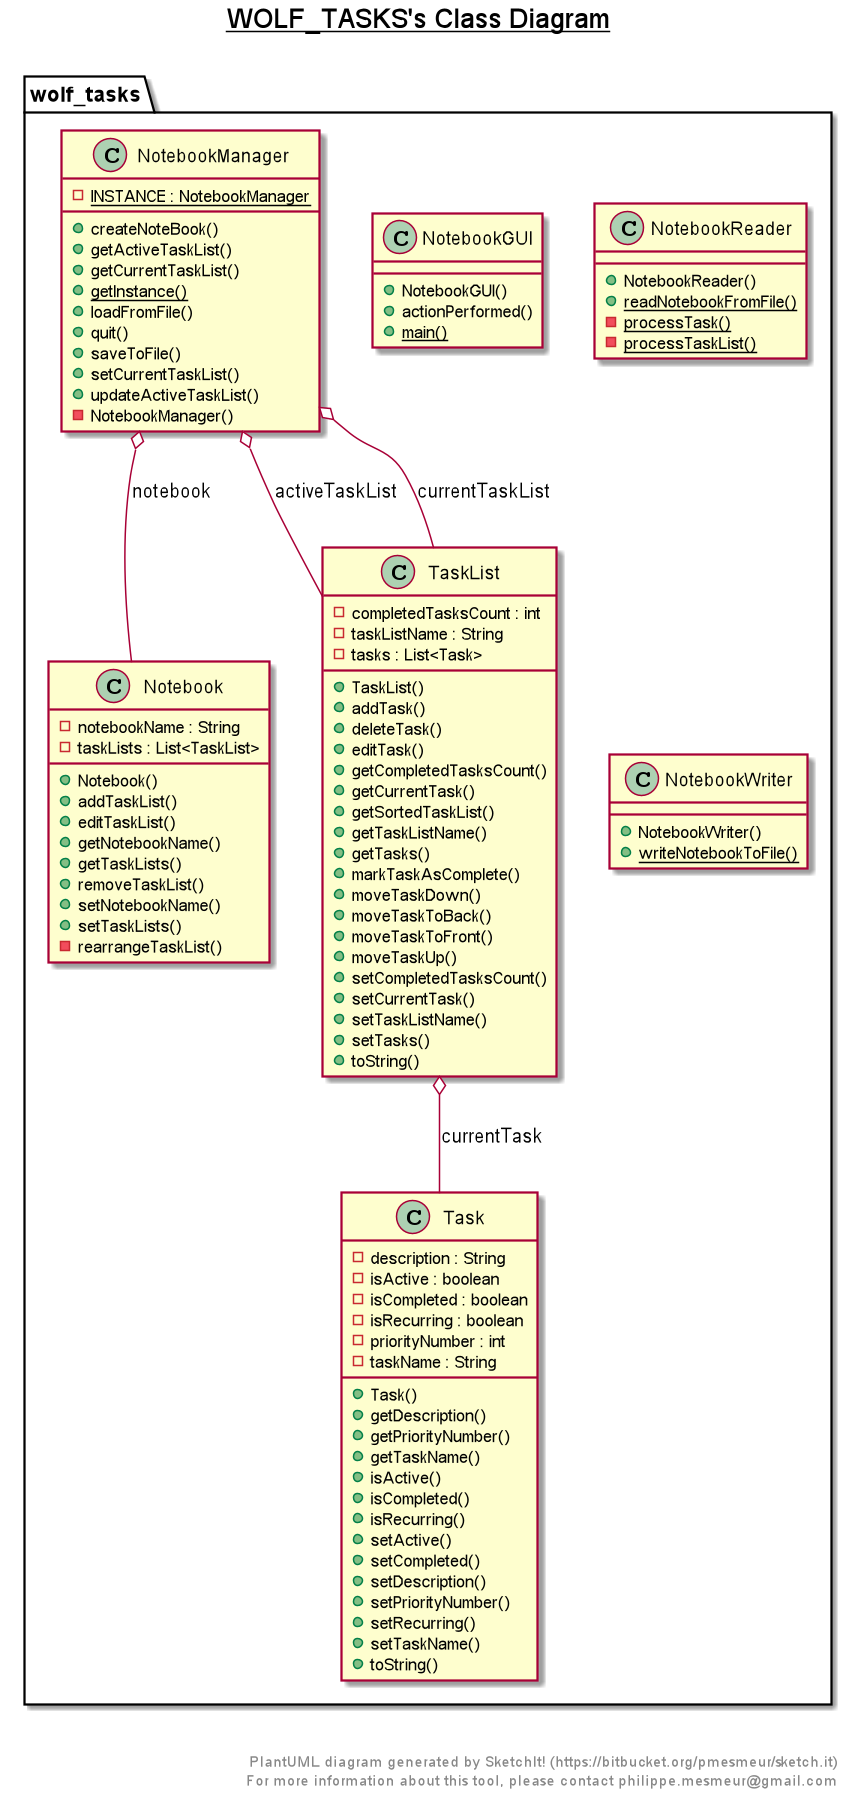 WOLF_TASKS's Class Diagram
wolf_tasks
C NotebookManager
INSTANCE : NotebookManager
createNoteBook()
getActiveTaskList()
getCurrentTaskList()
getInstance()
loadFromFile()
quit()
saveToFile()
setCurrentTaskList()
updateActiveTaskList()
NotebookManager()
C NotebookGUI
NotebookGUI()
actionPerformed()
main()
C NotebookReader
NotebookReader()
readNotebookFromFile()
processTask()
processTaskList()
notebook
activeTaskList
currentTaskList
C TaskList
completedTasksCount : int
taskListName : String
tasks : List<Task>
TaskList()
addTask()
deleteTask()
editTask()
getCompletedTasksCount()
getCurrentTask()
getSortedTaskList()
getTaskListName()
getTasks()
markTaskAsComplete()
moveTaskDown()
moveTaskToBack()
moveTaskToFront()
moveTaskUp()
setCompletedTasksCount()
setCurrentTask()
setTaskListName()
setTasks()
toString()
C Notebook
notebookName : String
taskLists : List<TaskList>
Notebook()
addTaskList()
editTaskList()
getNotebookName()
getTaskLists()
removeTaskList()
setNotebookName()
setTaskLists()
rearrangeTaskList()
C NotebookWriter
NotebookWriter()
writeNotebookToFile()
currentTask
C Task
description : String
isActive : boolean
isCompleted : boolean
isRecurring : boolean
priorityNumber : int
taskName : String
Task()
getDescription()
getPriorityNumber()
getTaskName()
isActive()
isCompleted()
isRecurring()
setActive()
setCompleted()
setDescription()
setPriorityNumber()
setRecurring()
setTaskName()
toString()
PlantUML diagram generated by SketchIt! (https://bitbucket.org/pmesmeur/sketch.it)
For more information about this tool, please contact philippe.mesmeur@gmail.com